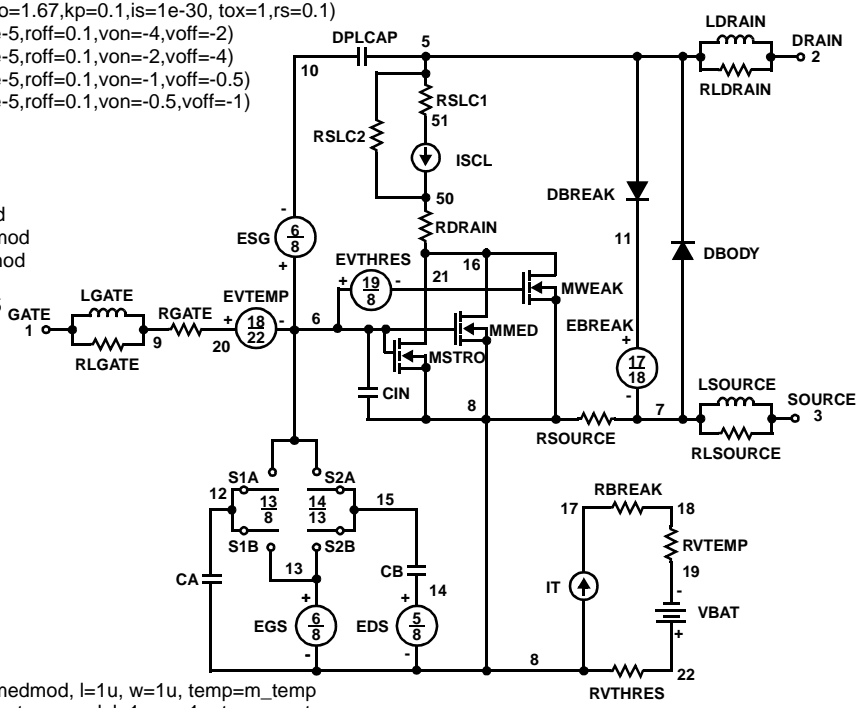 o=1.67,kp=0.1,is=1e-30, tox=1,rs=0.1)
e-5,roff=0.1,von=-4,voff=-2)
e-5,roff=0.1,von=-2,voff=-4)
e-5,roff=0.1,von=-1,voff=-0.5)
e-5,roff=0.1,von=-0.5,voff=-1)
LDRAIN
DRAIN
2
RLDRAIN
DPLCAP
5
10
RSLC1
51
RSLC2
ISCL
50
RDRAIN
DBREAK
11
DBODY
d
mod
mod
-
ESG
6
8
+
EVTHRES
+
19
8
-
21
16
MWEAK
LGATE
GATE
1
RLGATE
9
RGATE
20
EVTEMP
+
18
22
-
6
MMED
MSTRO
CIN
EBREAK
+
17
18
-
8
RSOURCE
7
LSOURCE
SOURCE
3
RLSOURCE
S1A
S2A
12
13
8
14
13
15
S1B
S2B
13
CA
CB
14
+
EGS
6
8
-
+
EDS
5
8
-
RBREAK
17
18
RVTEMP
19
IT
-
VBAT
+
8
22
RVTHRES
medmod, l=1u, w=1u, temp=m_temp